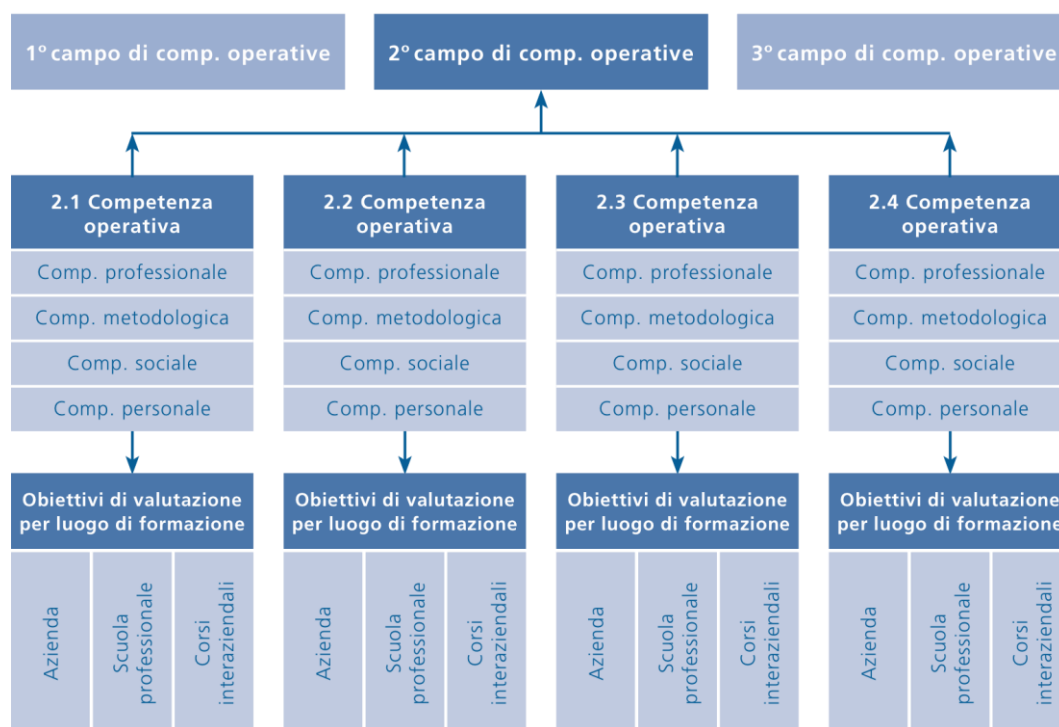 1º campo di comp. operative
2º campo di comp. operative
3º campo di comp. operative
2.1 Competenza
operativa
Comp. professionale
Comp. metodologica
Comp. sociale
Comp. personale
Obiettivi di valutazione
per luogo di formazione
Azienda
Scuola
professionale
Corsi
interaziendali
2.2 Competenza
operativa
Comp. professionale
Comp. metodologica
Comp. sociale
Comp. personale
Obiettivi di valutazione
per luogo di formazione
Azienda
Scuola
professionale
Corsi
interaziendali
2.3 Competenza
operativa
Comp. professionale
Comp. metodologica
Comp. sociale
Comp. personale
Obiettivi di valutazione
per luogo di formazione
Azienda
Scuola
professionale
Corsi
interaziendali
2.4 Competenza
operativa
Comp. professionale
Comp. metodologica
Comp. sociale
Comp. personale
Obiettivi di valutazione
per luogo di formazione
Azienda
Scuola
professionale
Corsi
interaziendali